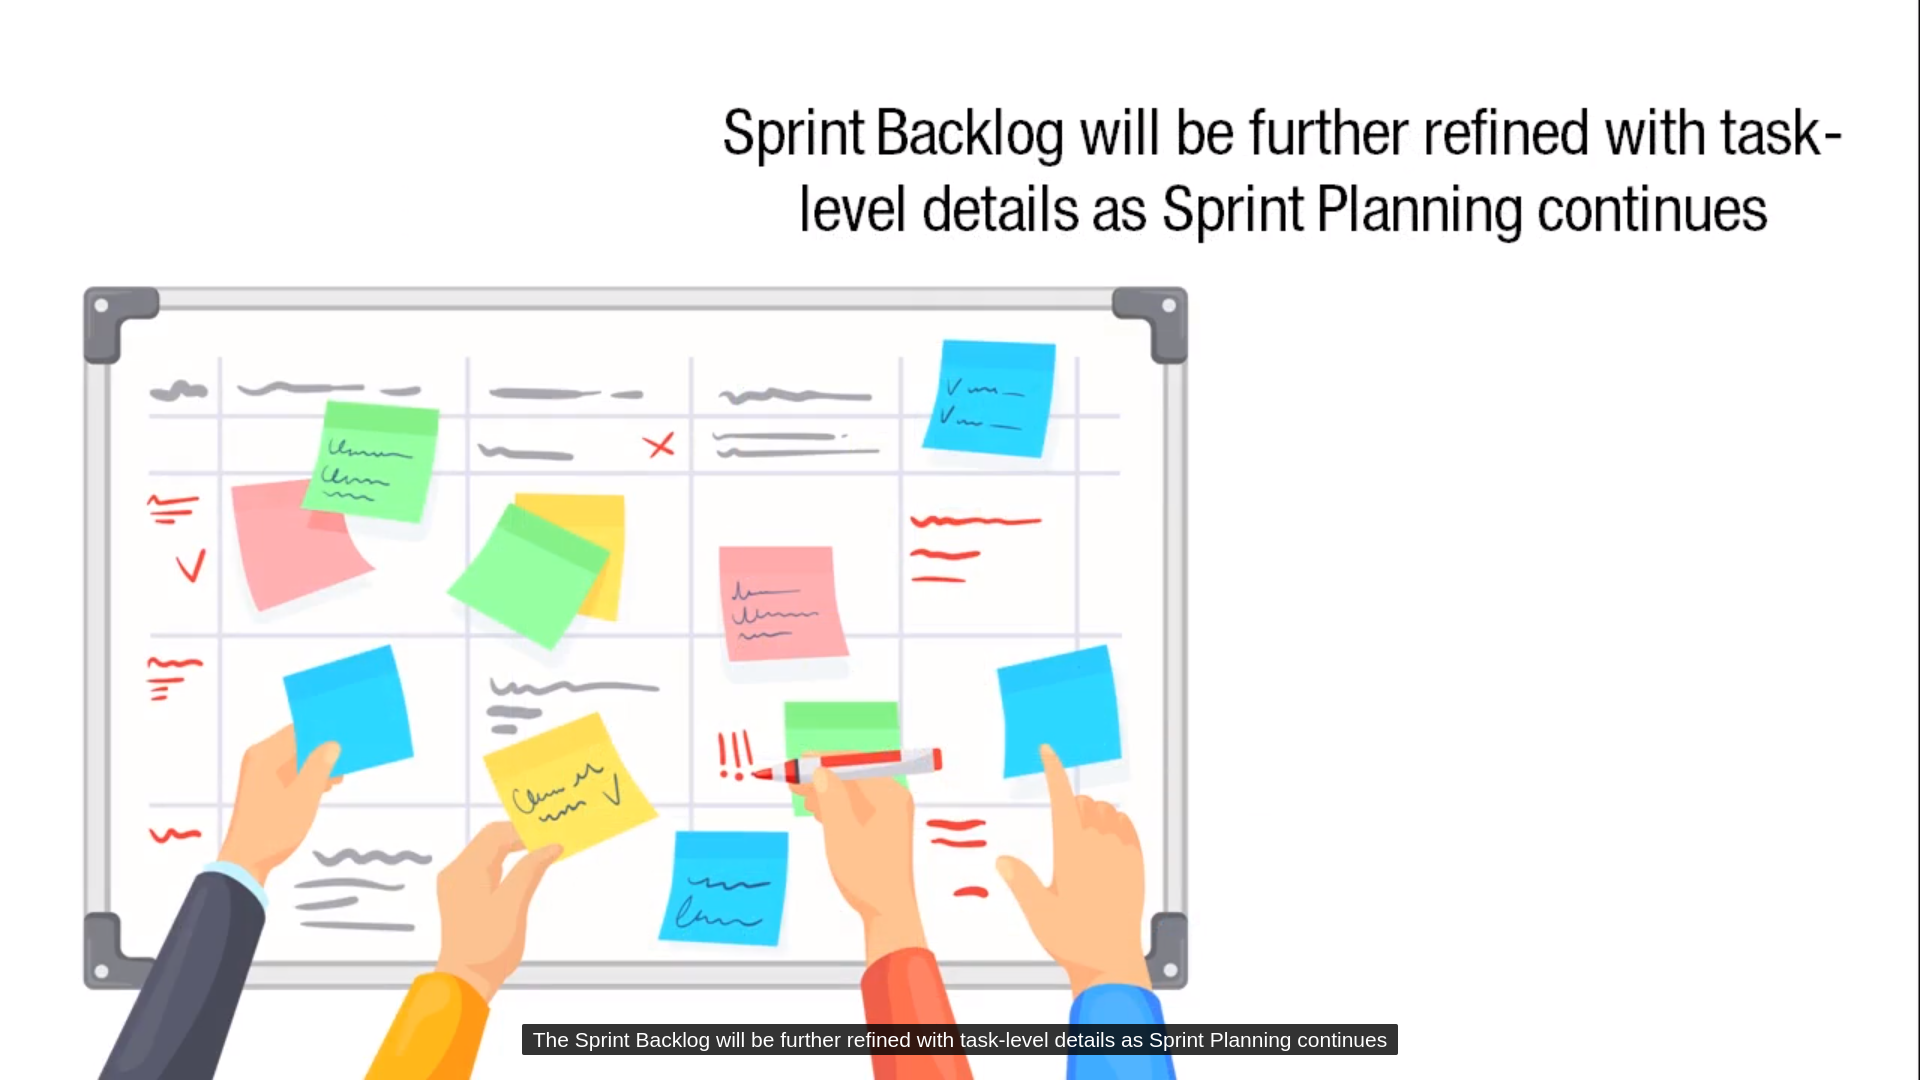 Sprint Backlog will be further refined with task-
level details as Sprint Planning continues
The Sprint Backlog will be further refined with task-level details as Sprint Planning continues